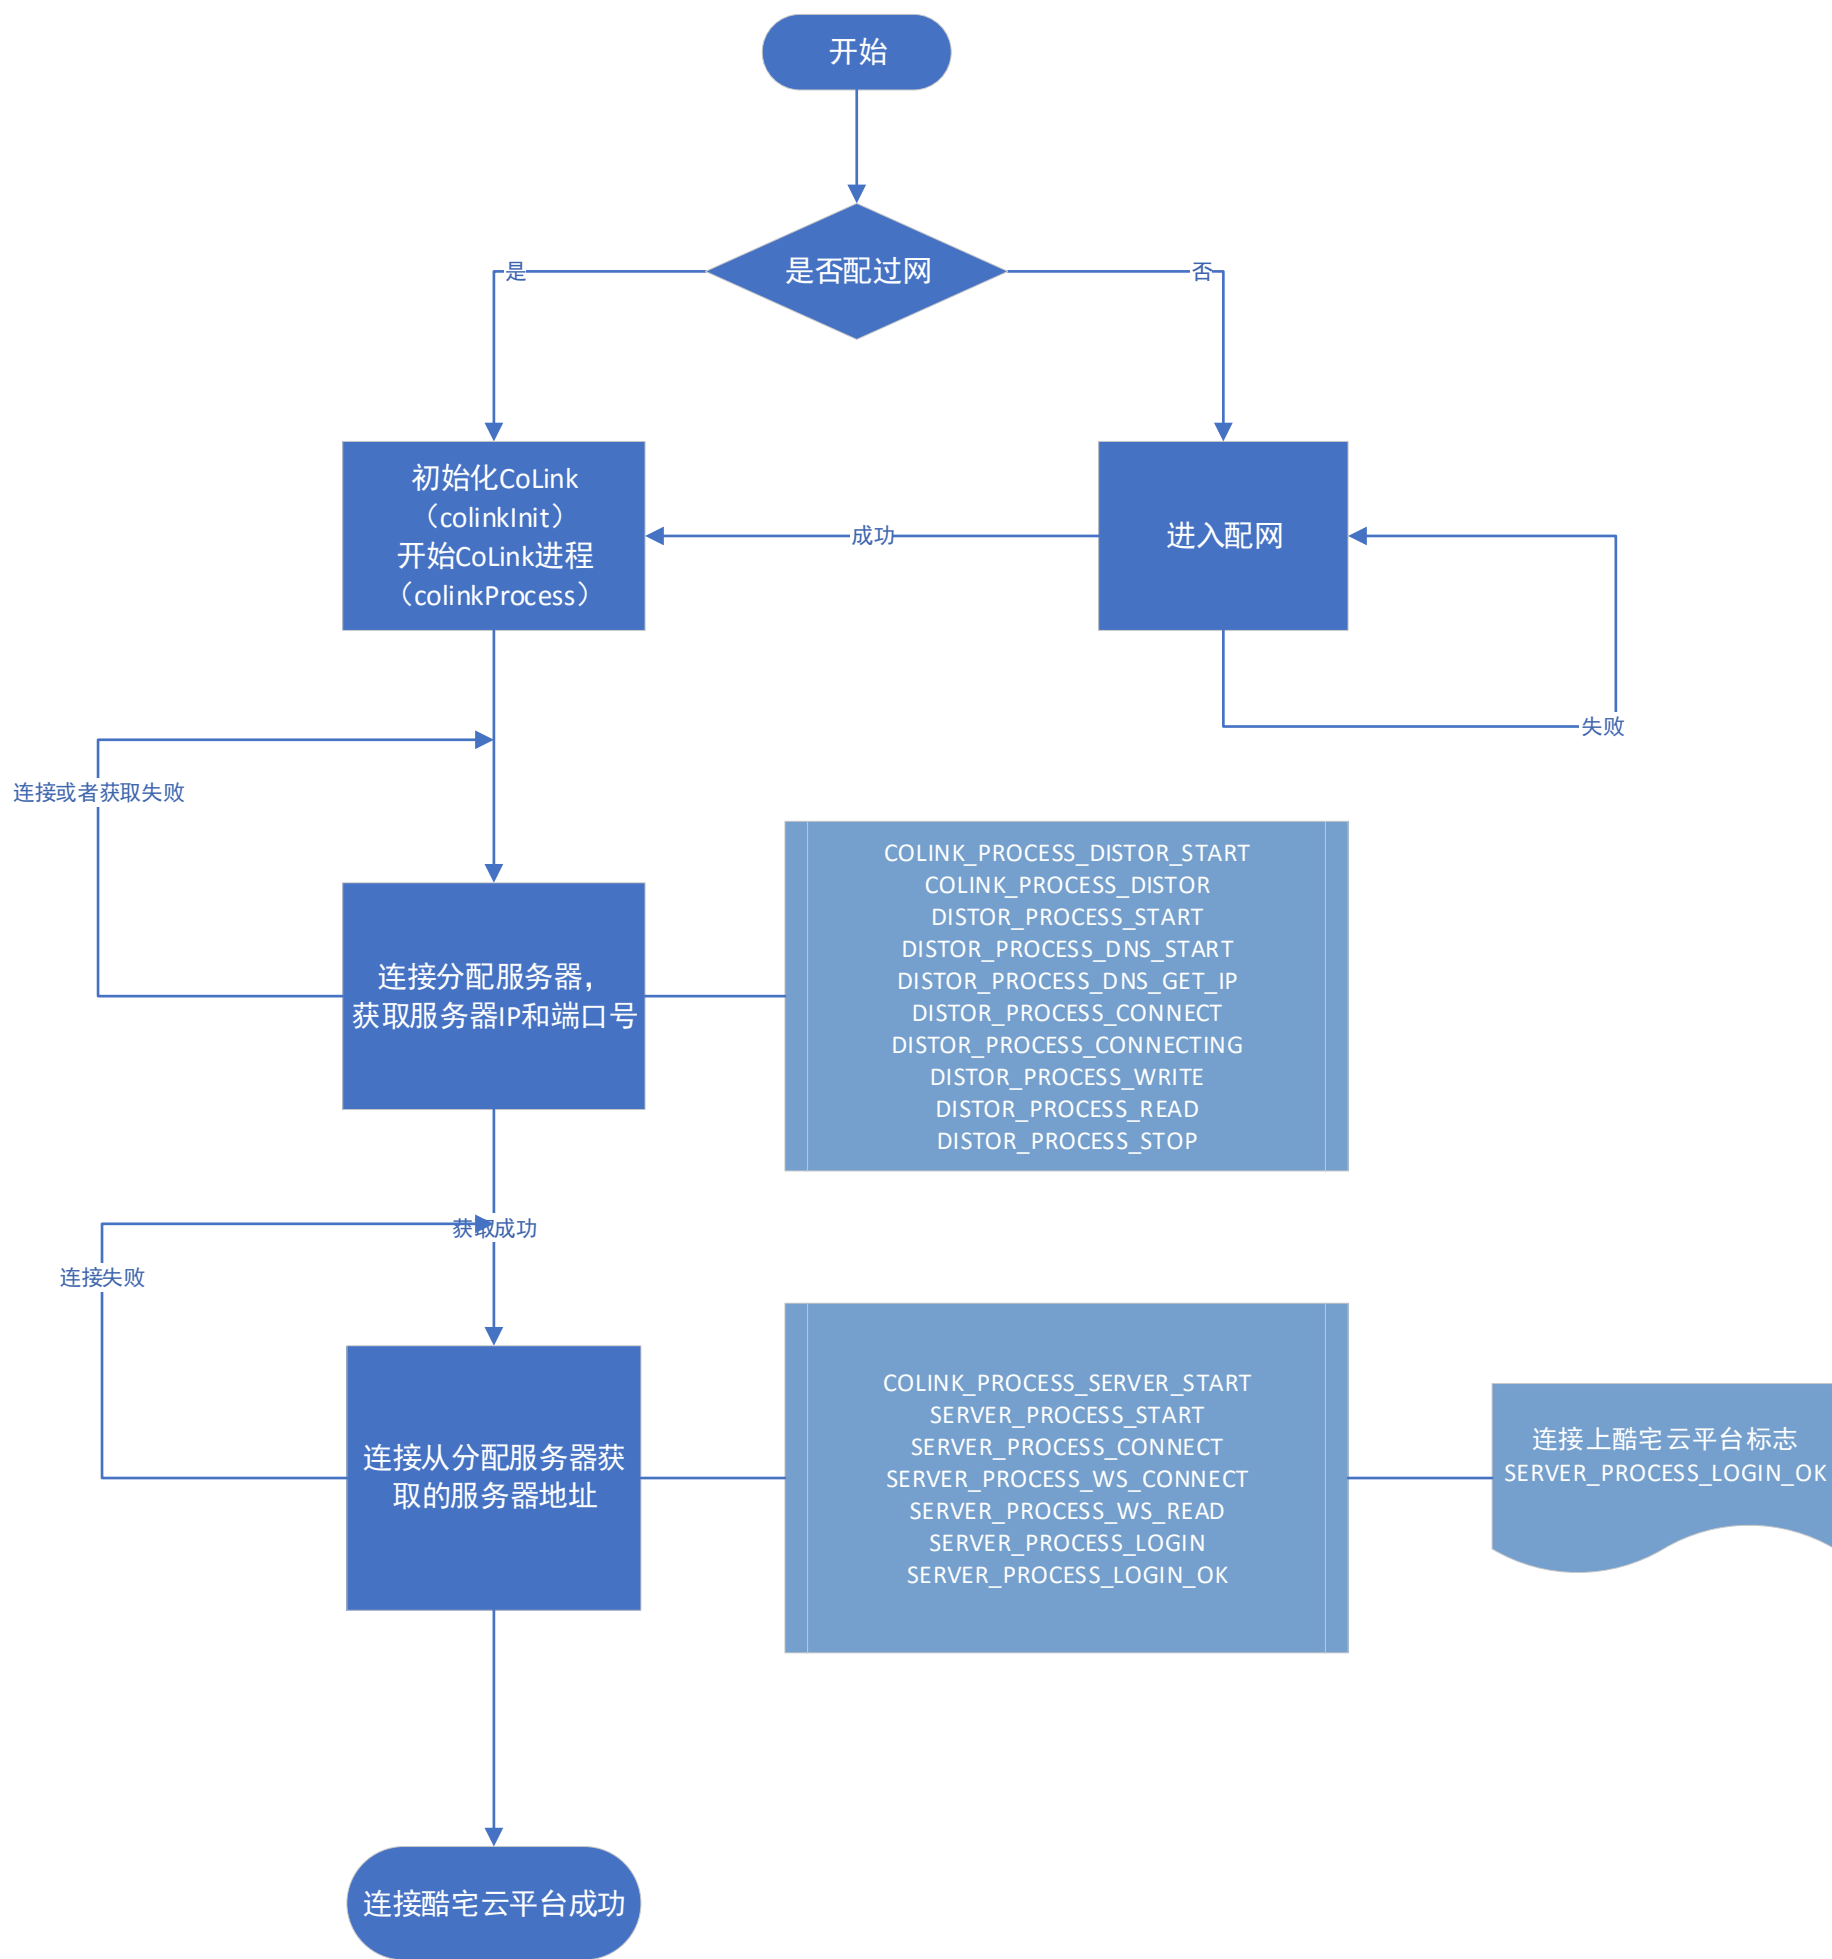 开始
是否配过网
是
否
初始化CoLink
（colinkInit）
开始CoLink进程
（colinkProcess）
成功
进入配网
失败
连接或者获取失败
连接分配服务器，
获取服务器IP和端口号
COLINK_PROCESS_DISTOR_START
COLINK_PROCESS_DISTOR
DISTOR_PROCESS_START
DISTOR_PROCESS_DNS_START
DISTOR_PROCESS_DNS_GET_IP
DISTOR_PROCESS_CONNECT
DISTOR_PROCESS_CONNECTING
DISTOR_PROCESS_WRITE
DISTOR_PROCESS_READ
DISTOR_PROCESS_STOP
获取成功
连接失败
连接从分配服务器获
取的服务器地址
COLINK_PROCESS_SERVER_START
SERVER_PROCESS_START
SERVER_PROCESS_CONNECT
SERVER_PROCESS_WS_CONNECT
SERVER_PROCESS_WS_READ
SERVER_PROCESS_LOGIN
SERVER_PROCESS_LOGIN_OK
连接上酷宅云平台标志
SERVER_PROCESS_LOGIN_OK
连接酷宅云平台成功